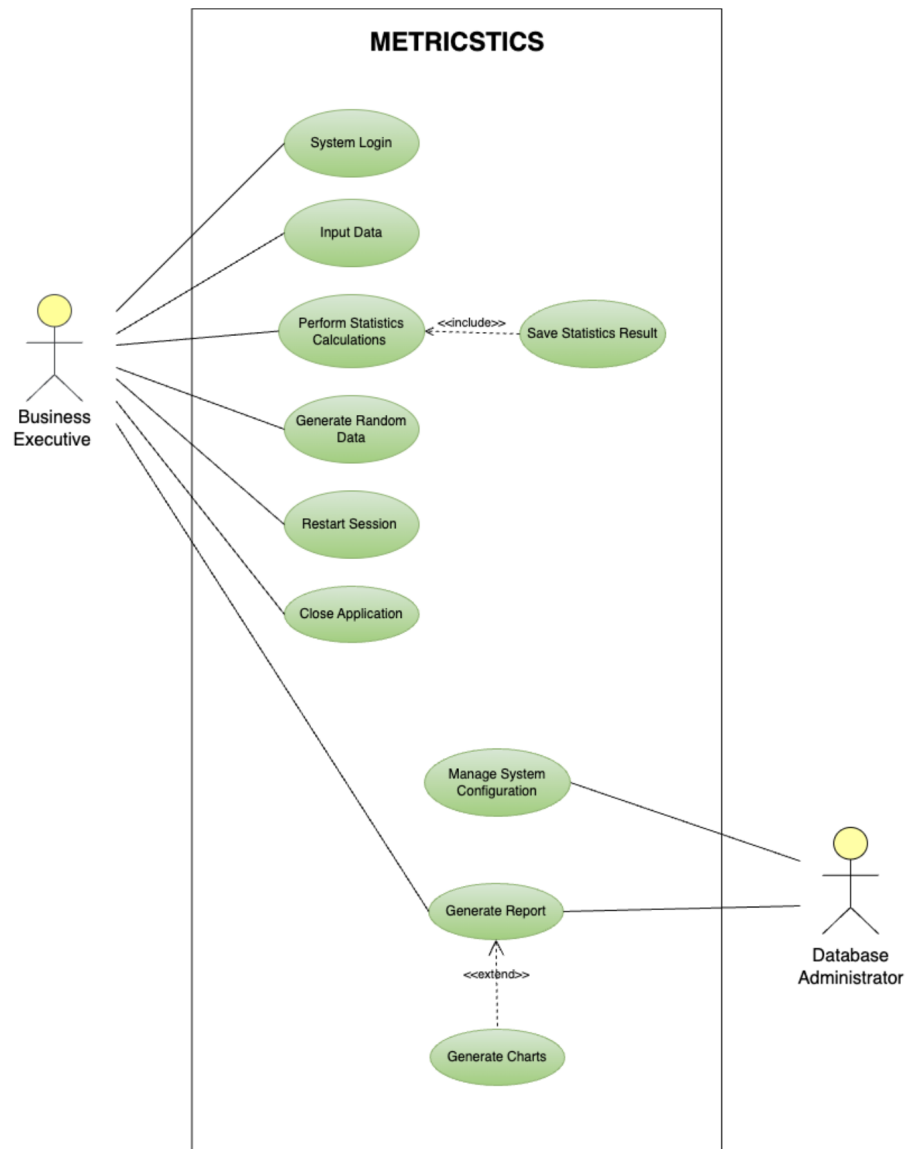 METRICSTICS
System Login
Input Data
Perform Statistics
Calculations
<<include>>
Save Statistics Result
Generate Random
Data
Business
Executive
Restart Session
Close Application
Manage System
Configuration
Generate Report
Database
Administrator
<<extend>>
Generate Charts